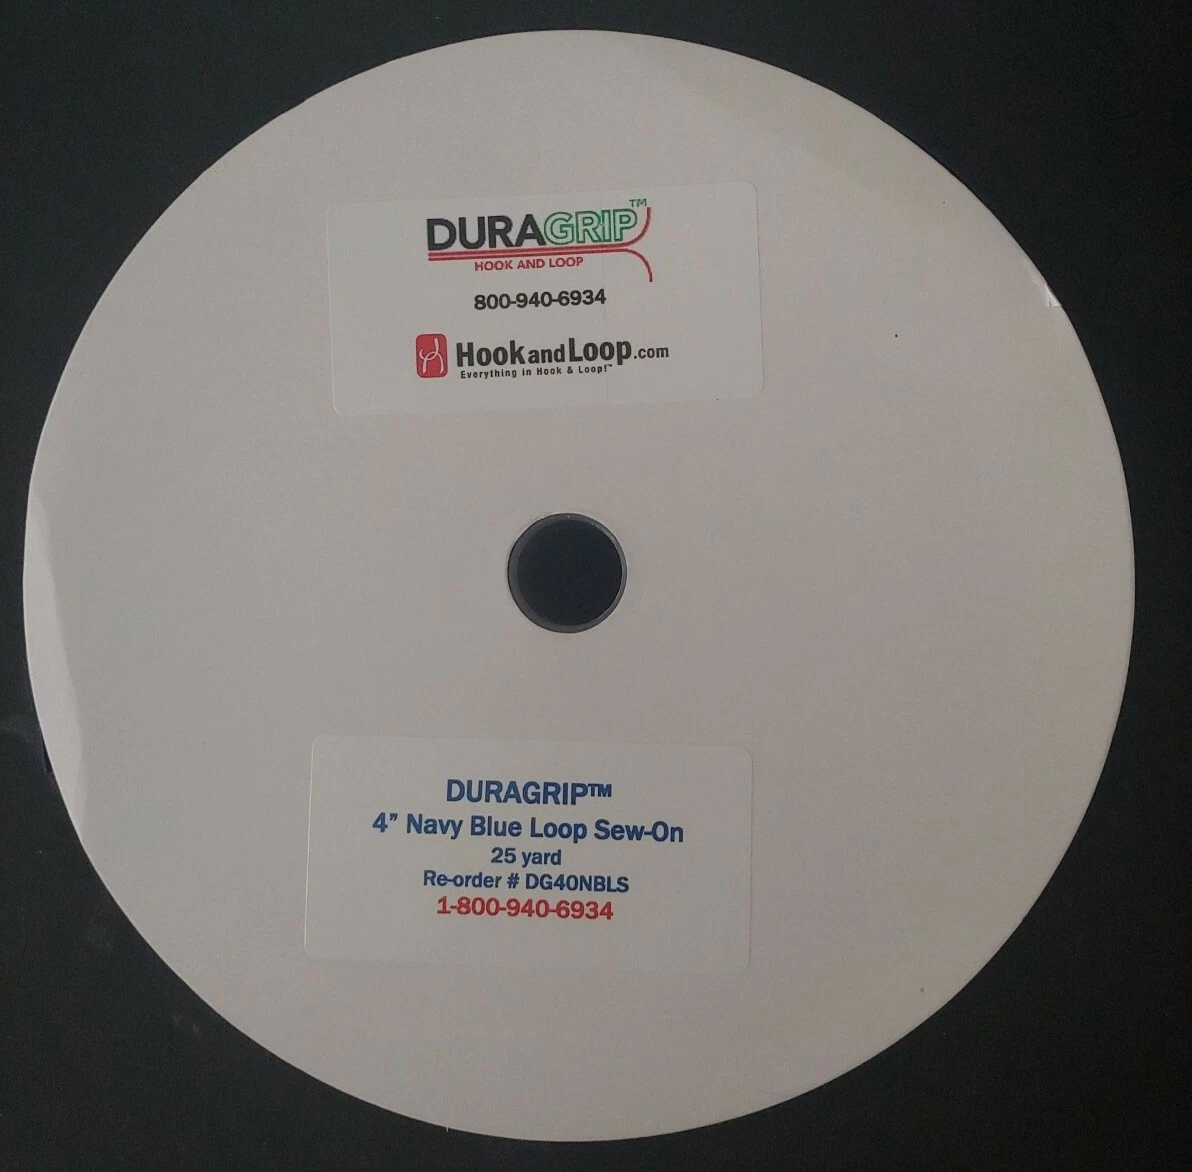 DURAGRIP™
HOOK AND LOOP
800-940-6934
HookandLoop.com
Everything in Hook & Loop!™
DURAGRIP™
4” Navy Blue Loop Sew-On
25 yard
Re-order # DG40NBLS
1-800-940-6934